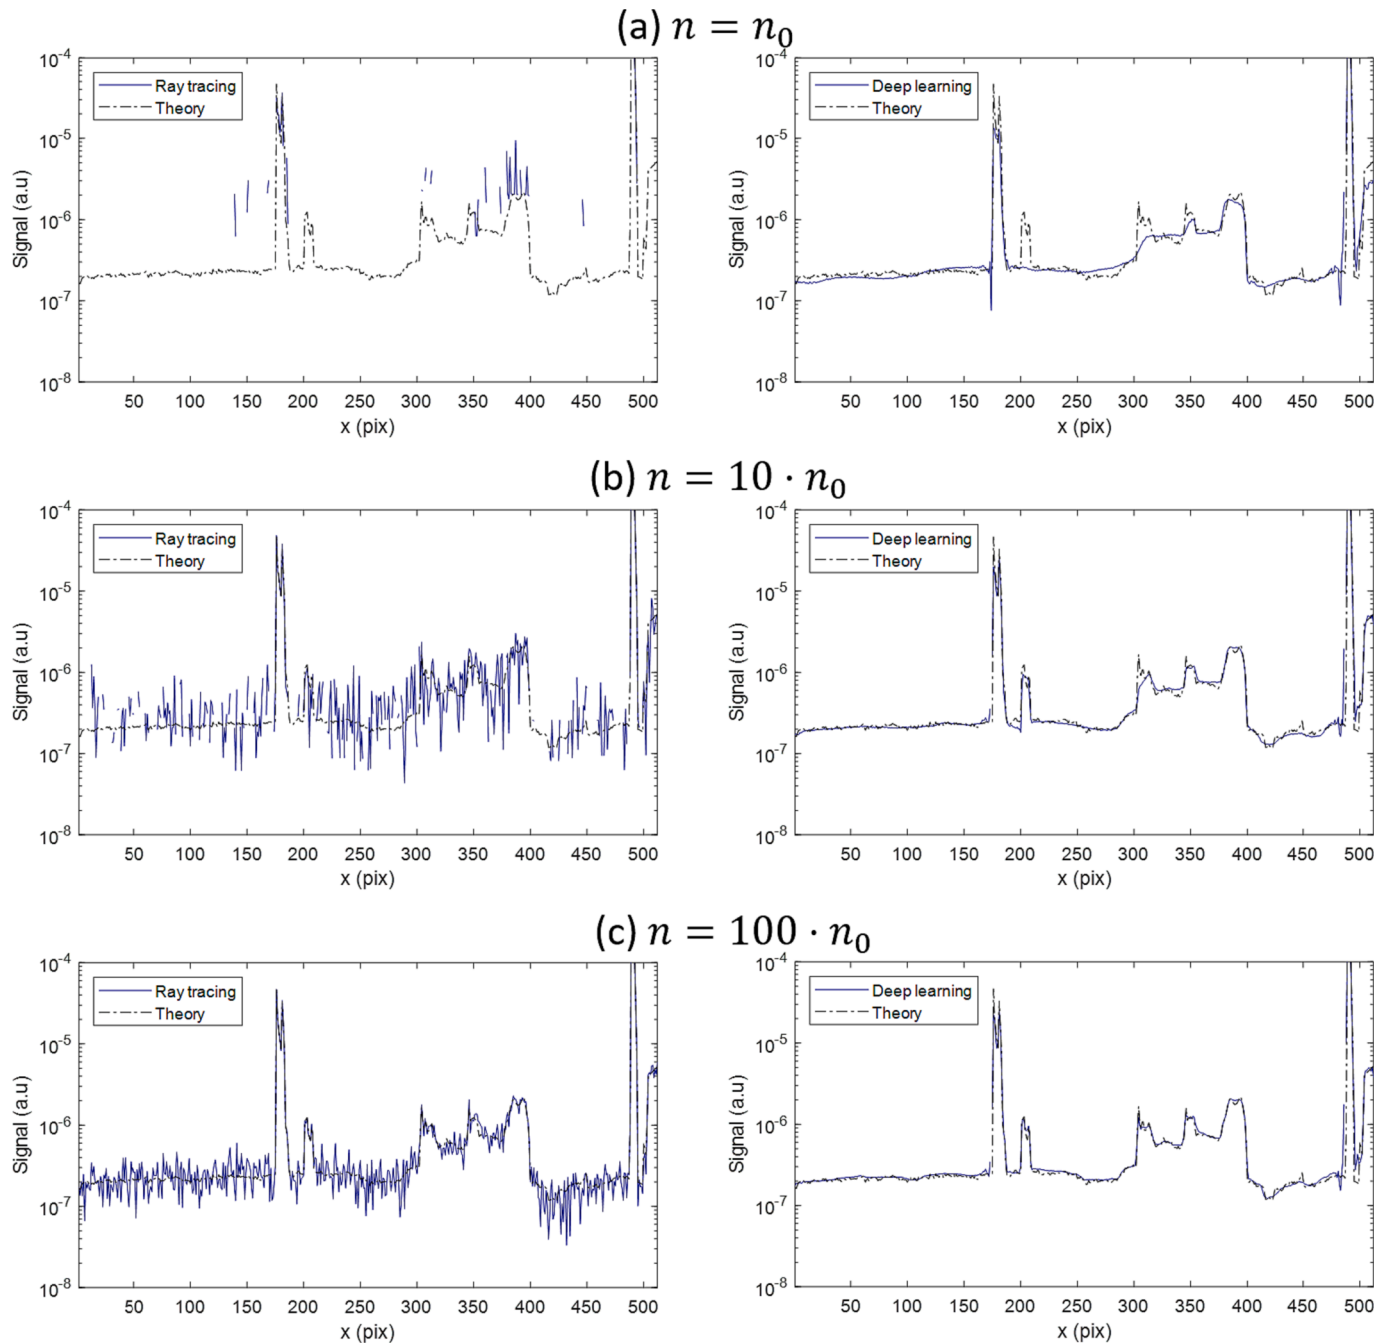 (a) n = n₀
10⁻⁴
10⁻⁵
10⁻⁶
10⁻⁷
10⁻⁸
Signal (a.u)
Ray tracing
Theory
50 100 150 200 250 300 350 400 450 500
x (pix)
10⁻⁴
10⁻⁵
10⁻⁶
10⁻⁷
10⁻⁸
Signal (a.u)
Deep learning
Theory
50 100 150 200 250 300 350 400 450 500
x (pix)
(b) n = 10 · n₀
10⁻⁴
10⁻⁵
10⁻⁶
10⁻⁷
10⁻⁸
Signal (a.u)
Ray tracing
Theory
50 100 150 200 250 300 350 400 450 500
x (pix)
10⁻⁴
10⁻⁵
10⁻⁶
10⁻⁷
10⁻⁸
Signal (a.u)
Deep learning
Theory
50 100 150 200 250 300 350 400 450 500
x (pix)
(c) n = 100 · n₀
10⁻⁴
10⁻⁵
10⁻⁶
10⁻⁷
10⁻⁸
Signal (a.u)
Ray tracing
Theory
50 100 150 200 250 300 350 400 450 500
x (pix)
10⁻⁴
10⁻⁵
10⁻⁶
10⁻⁷
10⁻⁸
Signal (a.u)
Deep learning
Theory
50 100 150 200 250 300 350 400 450 500
x (pix)